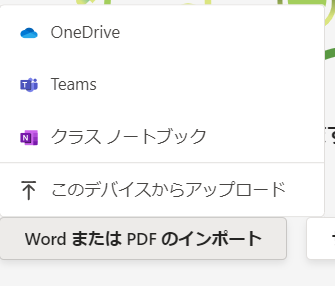 OneDrive
Teams
クラス ノートブック
このデバイスからアップロード
Word または PDF のインポート